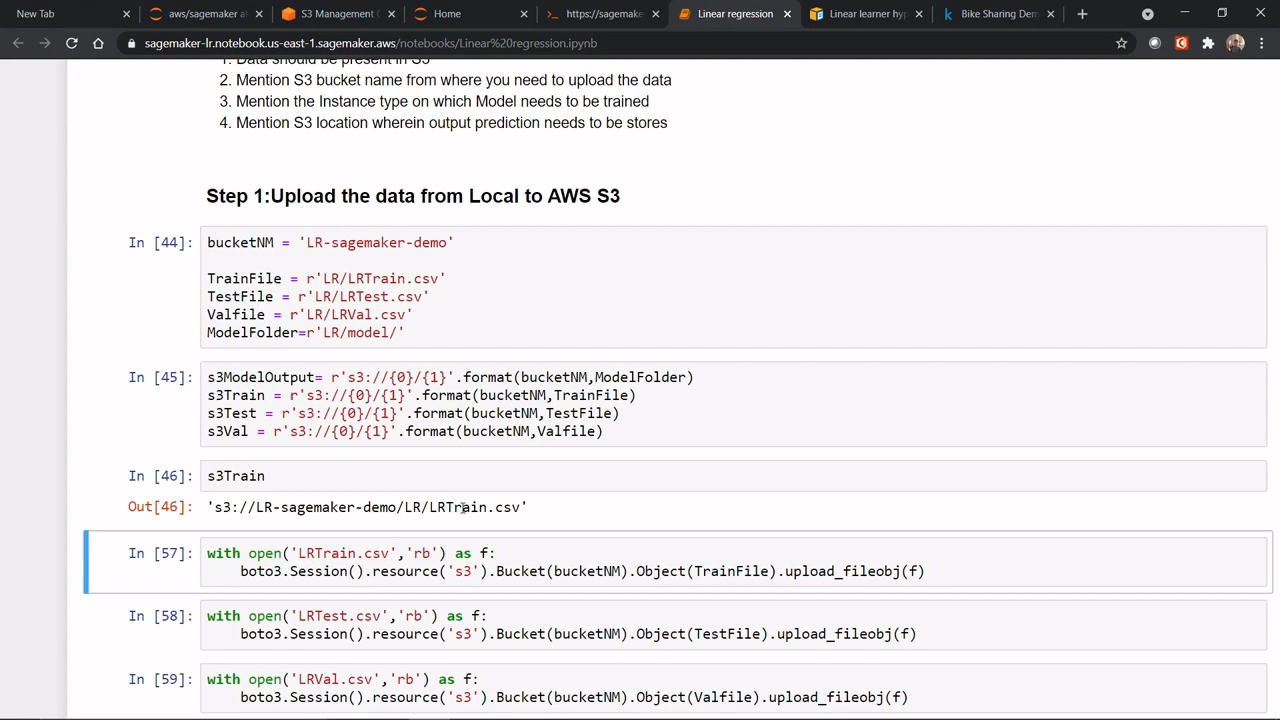 New Tab
aws/sagemaker a
S3 Management C
Home
https://sagemake
Linear regression
Linear learner hyp
Bike Sharing Dem
sagemaker-lr.notebook.us-east-1.sagemaker.aws/notebooks/Linear%20regression.ipynb
1. Data should be present in S3
2. Mention S3 bucket name from where you need to upload the data
3. Mention the Instance type on which Model needs to be trained
4. Mention S3 location wherein output prediction needs to be stores
Step 1:Upload the data from Local to AWS S3
In [44]: bucketNM = 'LR-sagemaker-demo'
TrainFile = r'LR/LRTrain.csv'
TestFile = r'LR/LRTest.csv'
Valfile = r'LR/LRVal.csv'
ModelFolder=r'LR/model/'
In [45]: s3ModelOutput= r's3://{0}/{1}'.format(bucketNM,ModelFolder)
s3Train = r's3://{0}/{1}'.format(bucketNM,TrainFile)
s3Test = r's3://{0}/{1}'.format(bucketNM,TestFile)
s3Val = r's3://{0}/{1}'.format(bucketNM,Valfile)
In [46]: s3Train
Out[46]: 's3://LR-sagemaker-demo/LR/LRTrain.csv'
In [57]: with open('LRTrain.csv','rb') as f:
boto3.Session().resource('s3').Bucket(bucketNM).Object(TrainFile).upload_fileobj(f)
In [58]: with open('LRTest.csv','rb') as f:
boto3.Session().resource('s3').Bucket(bucketNM).Object(TestFile).upload_fileobj(f)
In [59]: with open('LRVal.csv','rb') as f:
boto3.Session().resource('s3').Bucket(bucketNM).Object(Valfile).upload_fileobj(f)